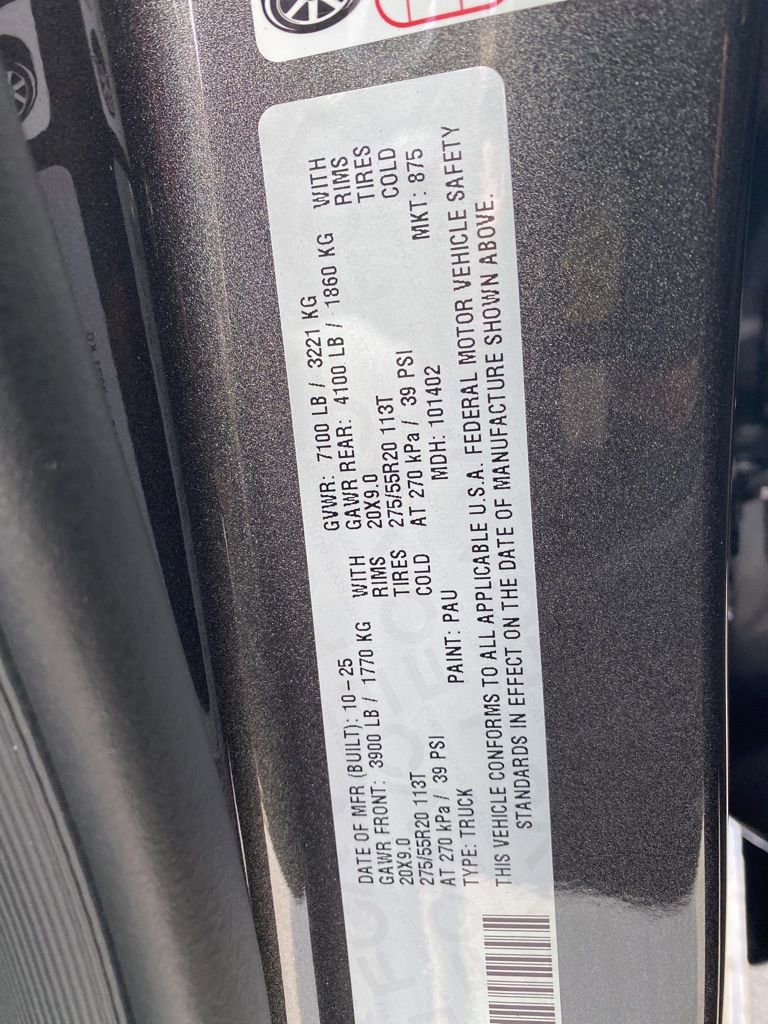 DATE OF MFR (BUILT): 10-25 GVWR: 7100 LB / 3221 KG
GAWR FRONT: 3900 LB / 1770 KG WITH GAWR REAR: 4100 LB / 1860 KG WITH
20X9.0 RIMS 20X9.0 RIMS
275/55R20 113T TIRES 275/55R20 113T TIRES
AT 270 kPa / 39 PSI COLD AT 270 kPa / 39 PSI COLD
TYPE: TRUCK PAINT: PAU MDH: 101402 MKT: 875
THIS VEHICLE CONFORMS TO ALL APPLICABLE U.S.A. FEDERAL MOTOR VEHICLE SAFETY
STANDARDS IN EFFECT ON THE DATE OF MANUFACTURE SHOWN ABOVE.